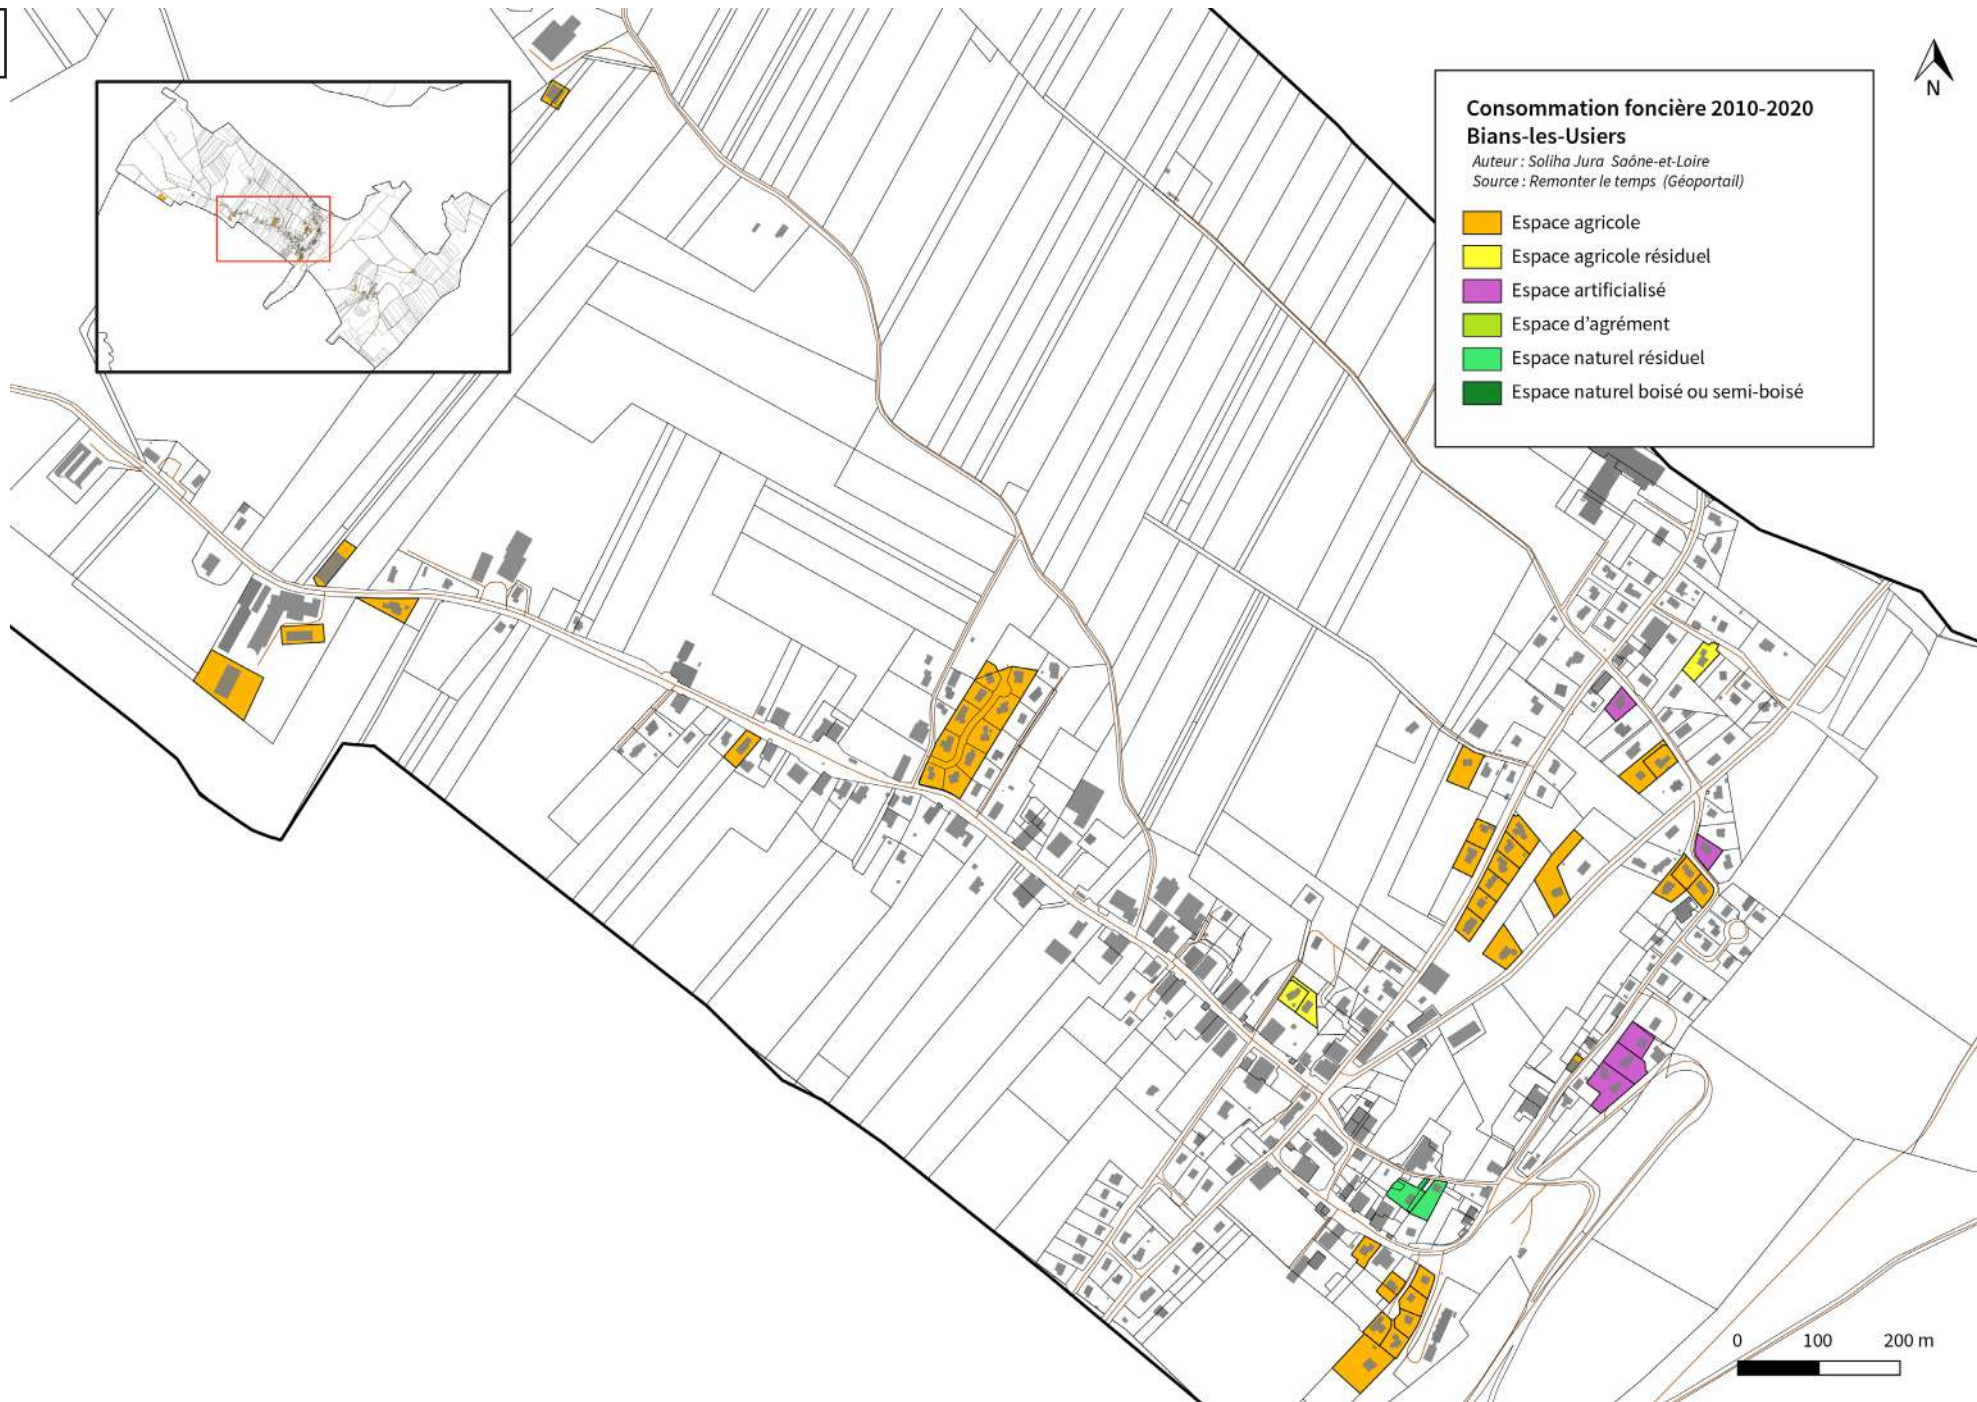 N
Consommation foncière 2010-2020
Bians-les-Usiers
Auteur : Soliha Jura Saône-et-Loire
Source : Remonter le temps (Géoportail)
Espace agricole
Espace agricole résiduel
Espace artificialisé
Espace d'agrément
Espace naturel résiduel
Espace naturel boisé ou semi-boisé
0 100 200 m